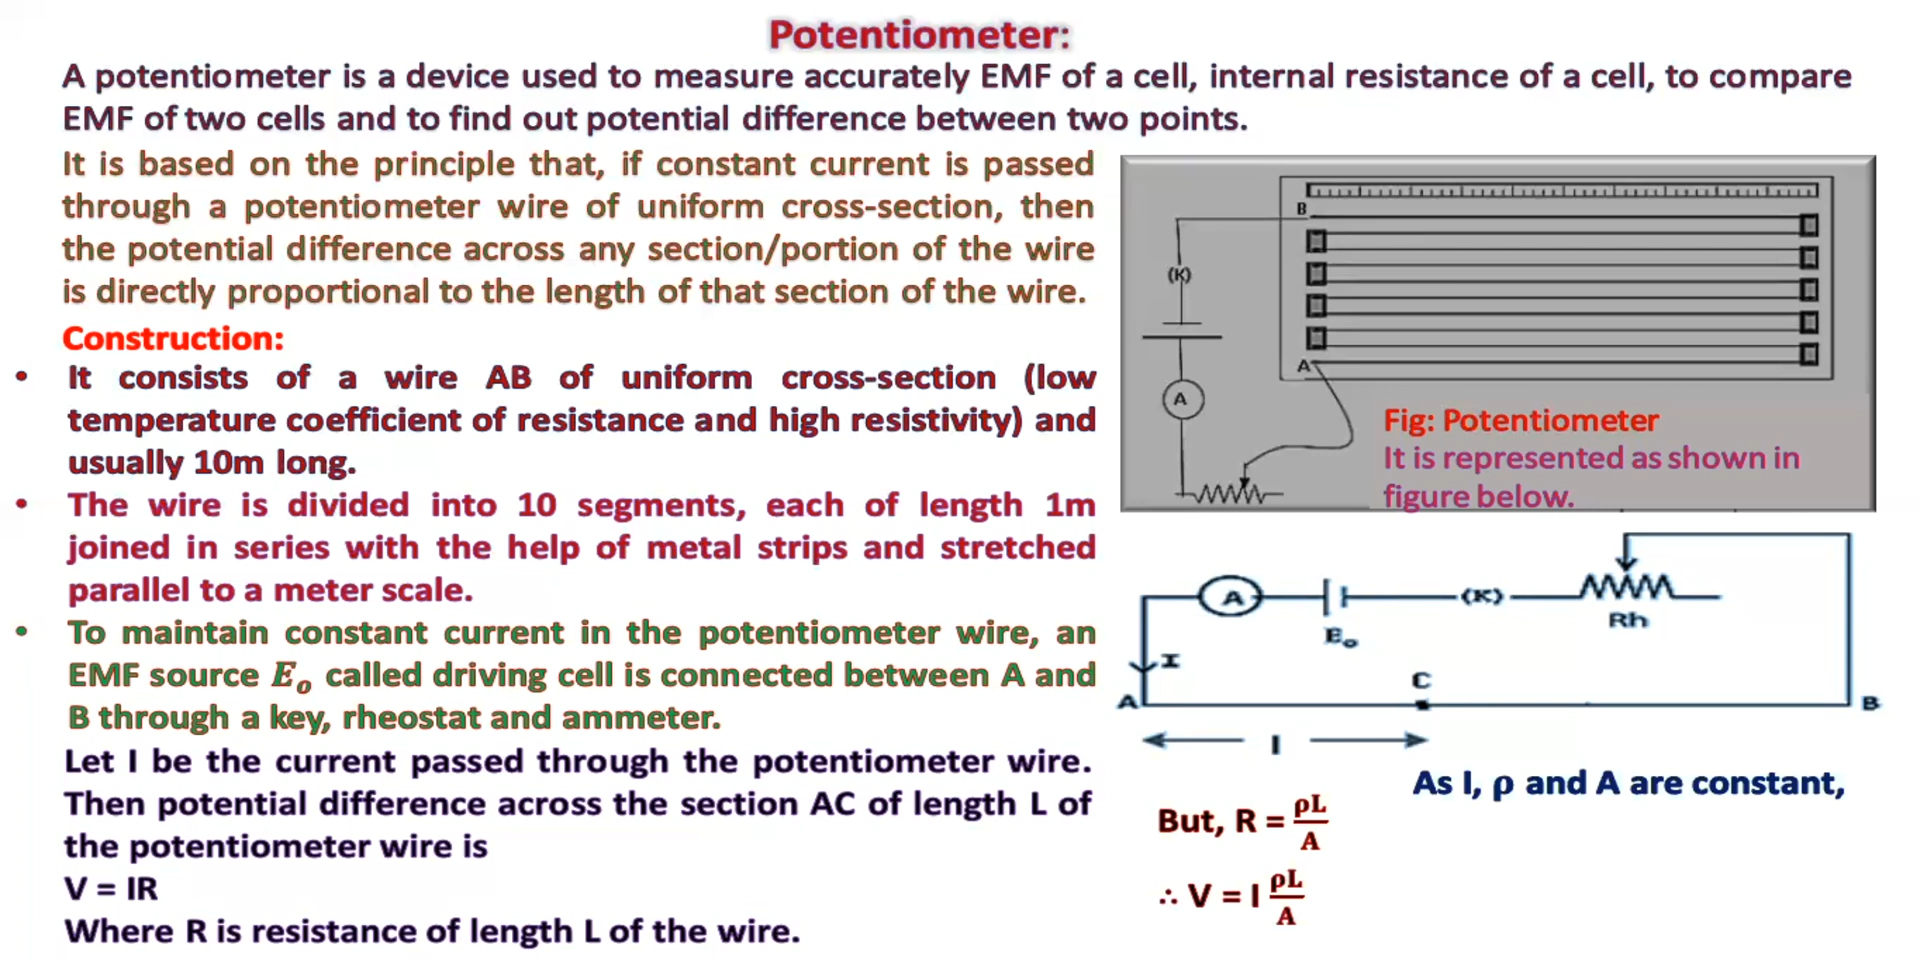 Potentiometer:
A potentiometer is a device used to measure accurately EMF of a cell, internal resistance of a cell, to compare
EMF of two cells and to find out potential difference between two points.
It is based on the principle that, if constant current is passed
through a potentiometer wire of uniform cross-section, then
the potential difference across any section/portion of the wire
is directly proportional to the length of that section of the wire.
Construction:
• It consists of a wire AB of uniform cross-section (low
temperature coefficient of resistance and high resistivity) and
usually 10m long.
• The wire is divided into 10 segments, each of length 1m
joined in series with the help of metal strips and stretched
parallel to a meter scale.
• To maintain constant current in the potentiometer wire, an
EMF source Eₒ called driving cell is connected between A and
B through a key, rheostat and ammeter.
Let I be the current passed through the potentiometer wire.
Then potential difference across the section AC of length L of
the potentiometer wire is
V = IR
Where R is resistance of length L of the wire.
B
(K)
A
A
Fig: Potentiometer
It is represented as shown in
figure below.
A
Eₒ
(K)
Rh
I
C
A
B
l
As I, ρ and A are constant,
But, R = ρL/A
∴ V = I ρL/A